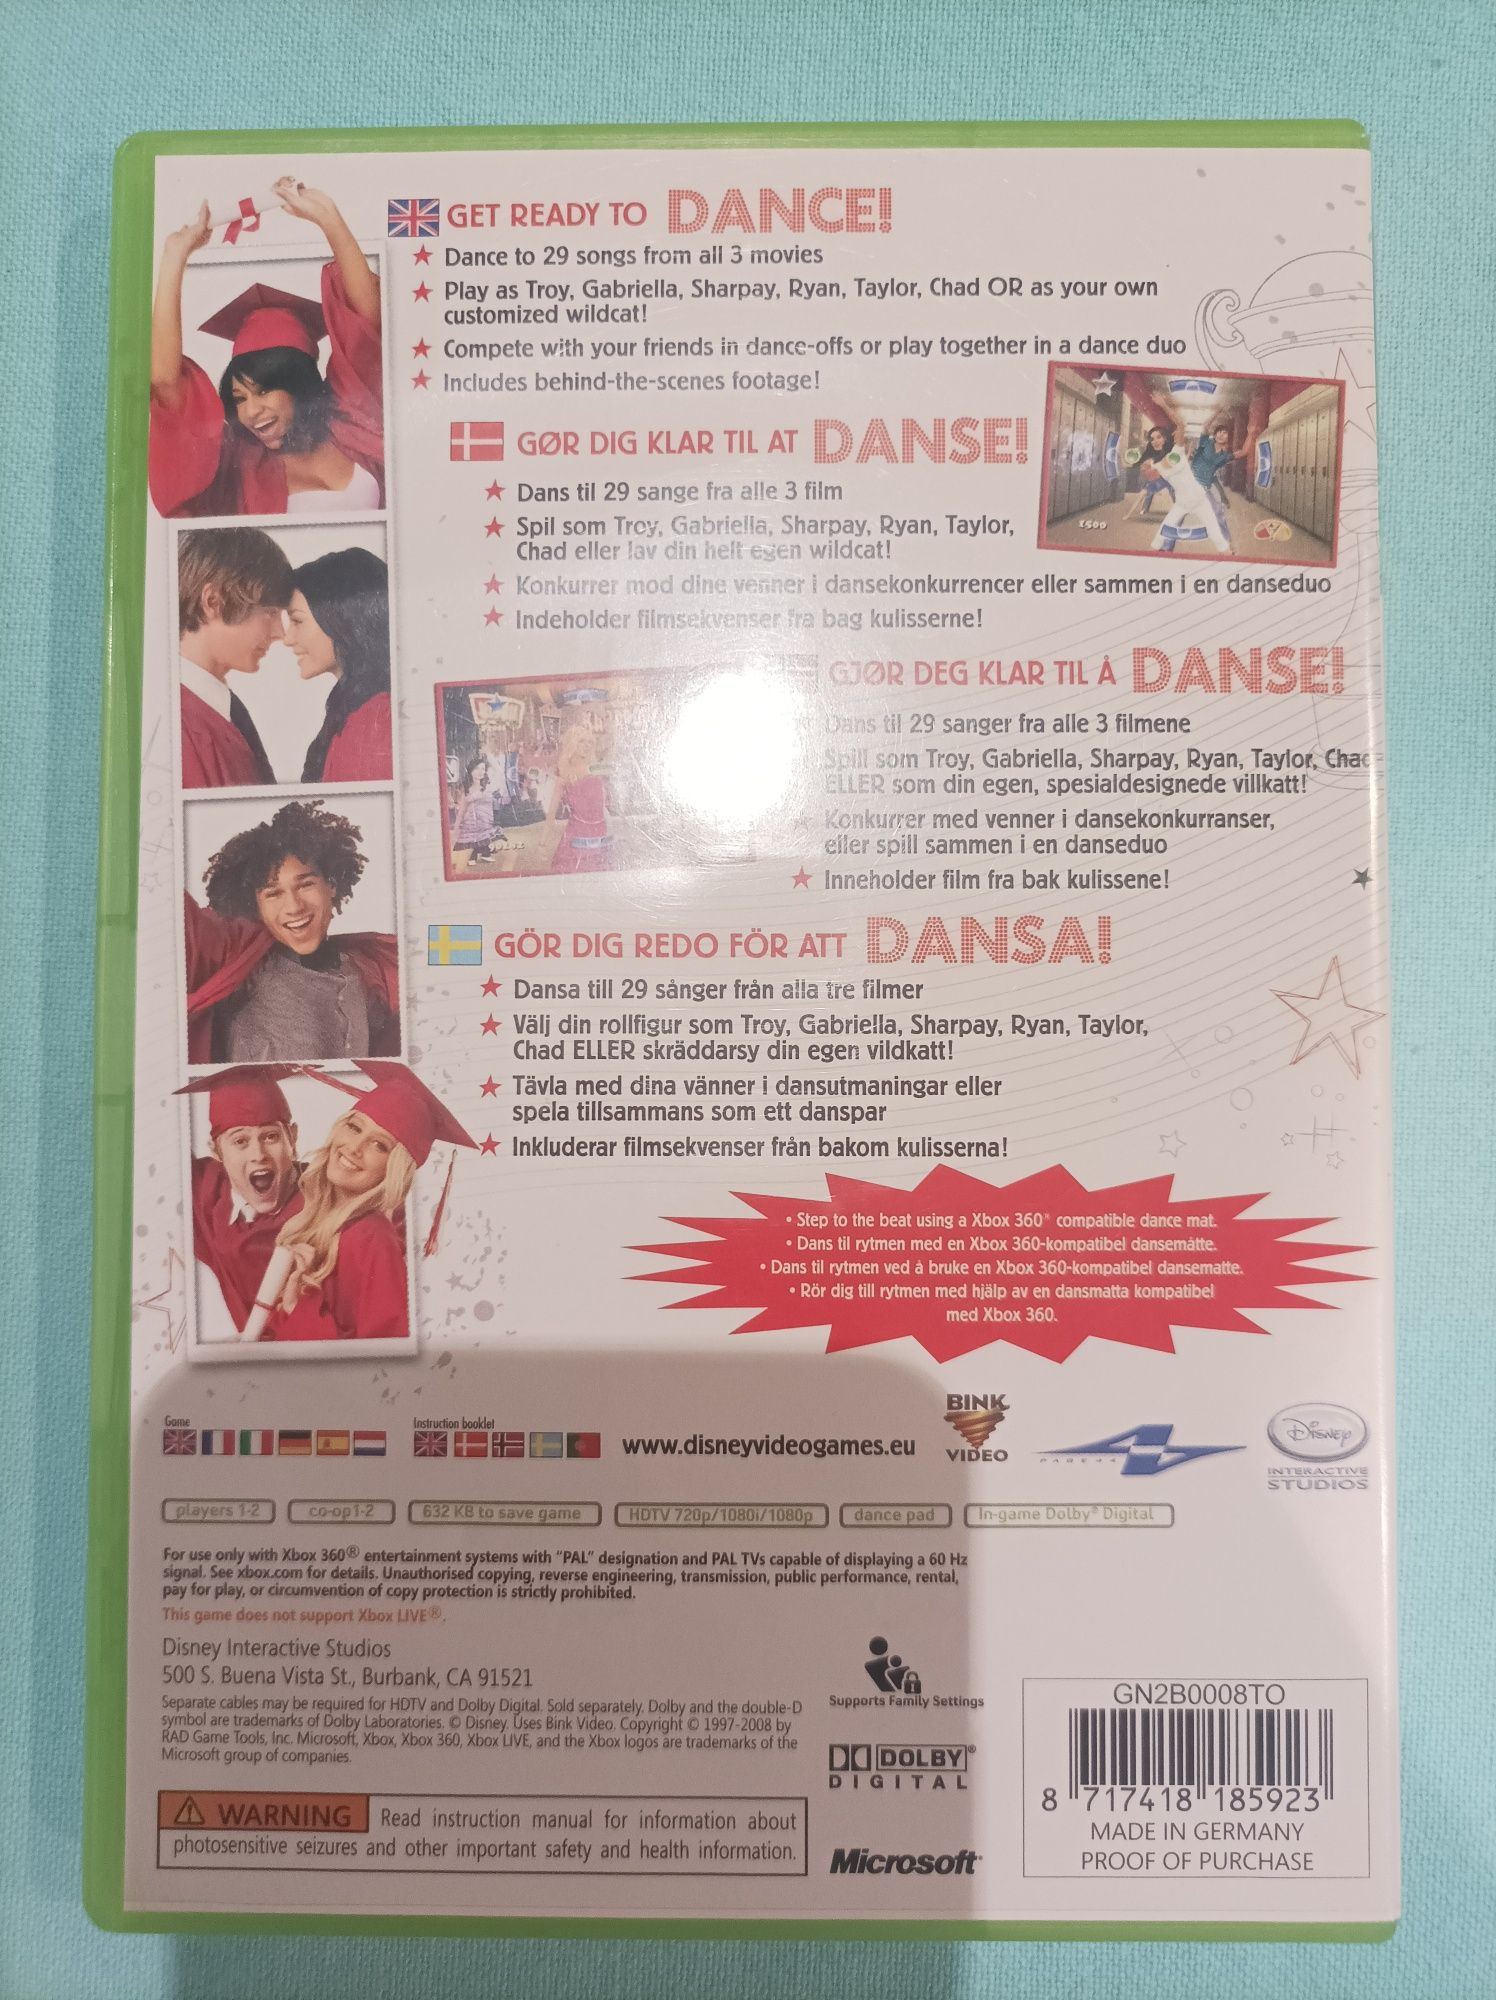 GET READY TO DANCE!
Dance to 29 songs from all 3 movies
Play as Troy, Gabriella, Sharpay, Ryan, Taylor, Chad OR as your own
customized wildcat!
Compete with your friends in dance-offs or play together in a dance duo
Includes behind-the-scenes footage!
1500
GØR DIG KLAR TIL AT DANSE!
Dans til 29 sange fra alle 3 film
Spil som Troy, Gabriella, Sharpay, Ryan, Taylor,
Chad eller lav din helt egen wildcat!
Konkurrer mod dine venner i dansekonkurrencer eller sammen i en danseduo
Indeholder filmsekvenser fra bag kulisserne!
GJØR DEG KLAR TIL Å DANSE!
Dans til 29 sanger fra alle 3 filmene
Spill som Troy, Gabriella, Sharpay, Ryan, Taylor, Chad
ELLER som din egen, spesialdesignede villkatt!
Konkurrer med venner i dansekonkurranser,
eller spill sammen i en danseduo
Inneholder film fra bak kulissene!
GÖR DIG REDO FÖR ATT DANSA!
Dansa till 29 sånger från alla tre filmer
Välj din rollfigur som Troy, Gabriella, Sharpay, Ryan, Taylor,
Chad ELLER skräddarsy din egen vildkatt!
Tävla med dina vänner i dansutmaningar eller
spela tillsammans som ett danspar
Inkluderar filmsekvenser från bakom kulisserna!
• Step to the beat using a Xbox 360™ compatible dance mat.
• Dans til rytmen med en Xbox 360-kompatibel dansemåtte.
• Dans til rytmen ved å bruke en Xbox 360-kompatibel dansematte.
• Rör dig till rytmen med hjälp av en dansmatta kompatibel
med Xbox 360.
Game
Instruction booklet
www.disneyvideogames.eu
BINK
VIDEO
PAGE44
Disney
INTERACTIVE
STUDIOS
players 1-2
co-op1-2
632 KB to save game
HDTV 720p/1080i/1080p
dance pad
In-game Dolby® Digital
For use only with Xbox 360® entertainment systems with "PAL" designation and PAL TVs capable of displaying a 60 Hz
signal. See xbox.com for details. Unauthorised copying, reverse engineering, transmission, public performance, rental,
pay for play, or circumvention of copy protection is strictly prohibited.
This game does not support Xbox LIVE®.
Disney Interactive Studios
500 S. Buena Vista St., Burbank, CA 91521
Separate cables may be required for HDTV and Dolby Digital. Sold separately. Dolby and the double-D
symbol are trademarks of Dolby Laboratories. © Disney. Uses Bink Video. Copyright © 1997-2008 by
RAD Game Tools, Inc. Microsoft, Xbox, Xbox 360, Xbox LIVE, and the Xbox logos are trademarks of the
Microsoft group of companies.
Supports Family Settings
DOLBY®
DIGITAL
WARNING Read instruction manual for information about
photosensitive seizures and other important safety and health information.
Microsoft®
GN2B0008TO
8 717418 185923
MADE IN GERMANY
PROOF OF PURCHASE